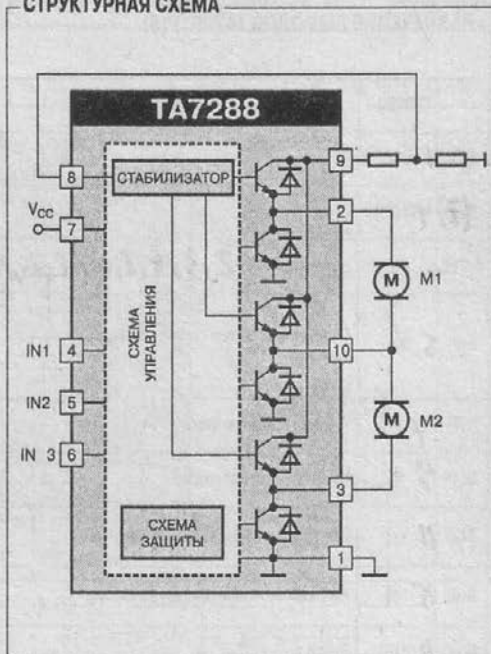 СТРУКТУРНАЯ СХЕМА
TA7288
8
СТАБИЛИЗАТОР
9
Vcc
7
2
M
M1
СХЕМА
УПРАВЛЕНИЯ
IN1
4
10
IN2
5
M
M2
IN 3
6
3
СХЕМА
ЗАЩИТЫ
1